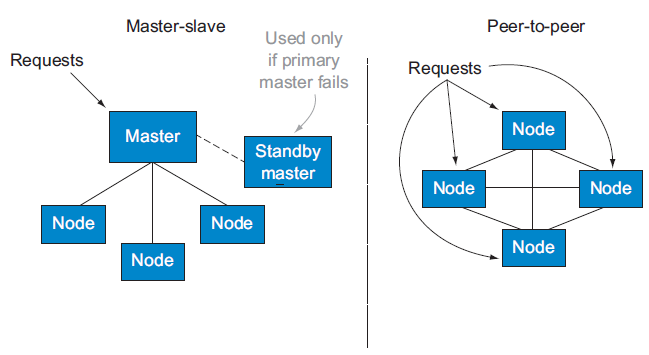 Master-slave
Used only
if primary
master fails
Requests
Master
Standby
master
Node
Node
Node
Peer-to-peer
Requests
Node
Node
Node
Node